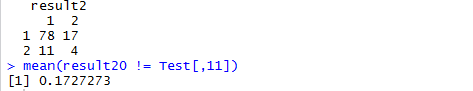 result2
1 2
1 78 17
2 11 4
> mean(result20 != Test[,11])
[1] 0.1727273